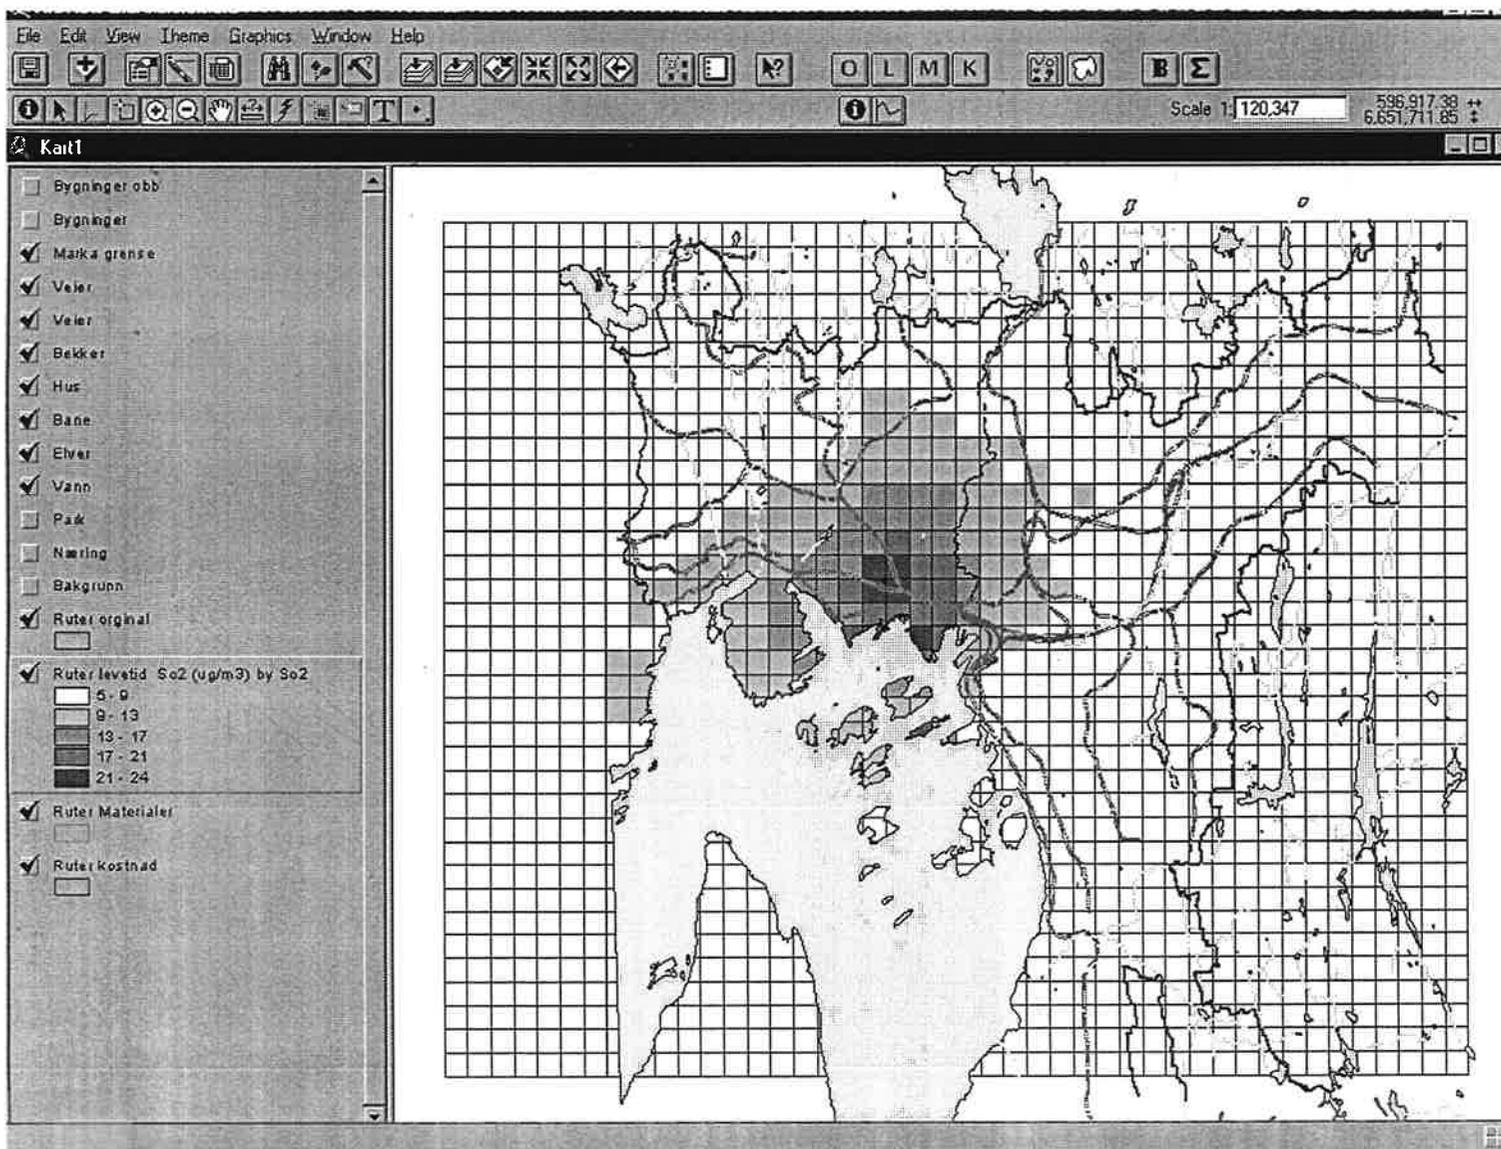 File Edit View Theme Graphics Window Help
O L M K B Σ
Scale 1: 120,347 596,917.38
6,651,711.85
Kart1
Bygninger obb
Bygninger
Marka grense
Veier
Veier
Bekker
Hus
Bane
Elver
Vann
Park
Næring
Bakgrunn
Ruter orginal
Ruter levetid So2 (ug/m3) by So2
5 - 9
9 - 13
13 - 17
17 - 21
21 - 24
Ruter Materialer
Ruter kostnad